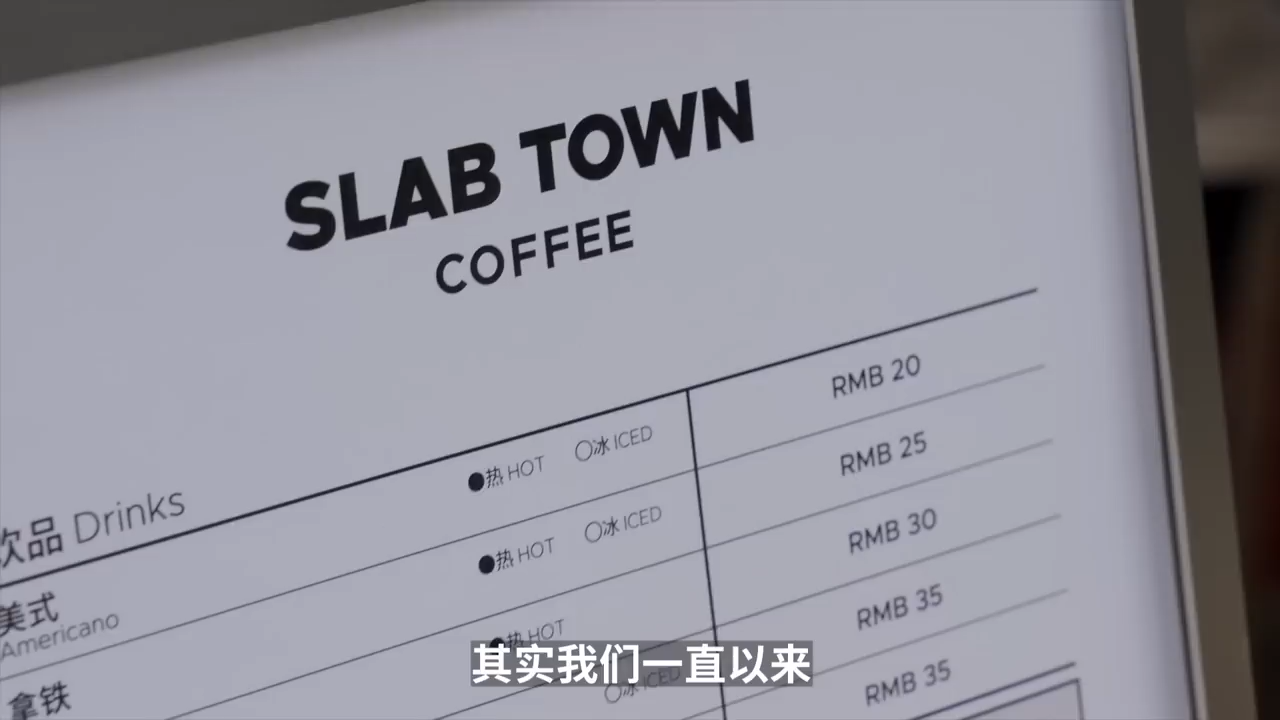 SLAB TOWN
COFFEE
饮品 Drinks
美式 ●热 HOT ○冰 ICED RMB 20
Americano
拿铁 ●热 HOT ○冰 ICED RMB 25
●热 HOT RMB 30
○冰 ICED RMB 35
RMB 35
其实我们一直以来